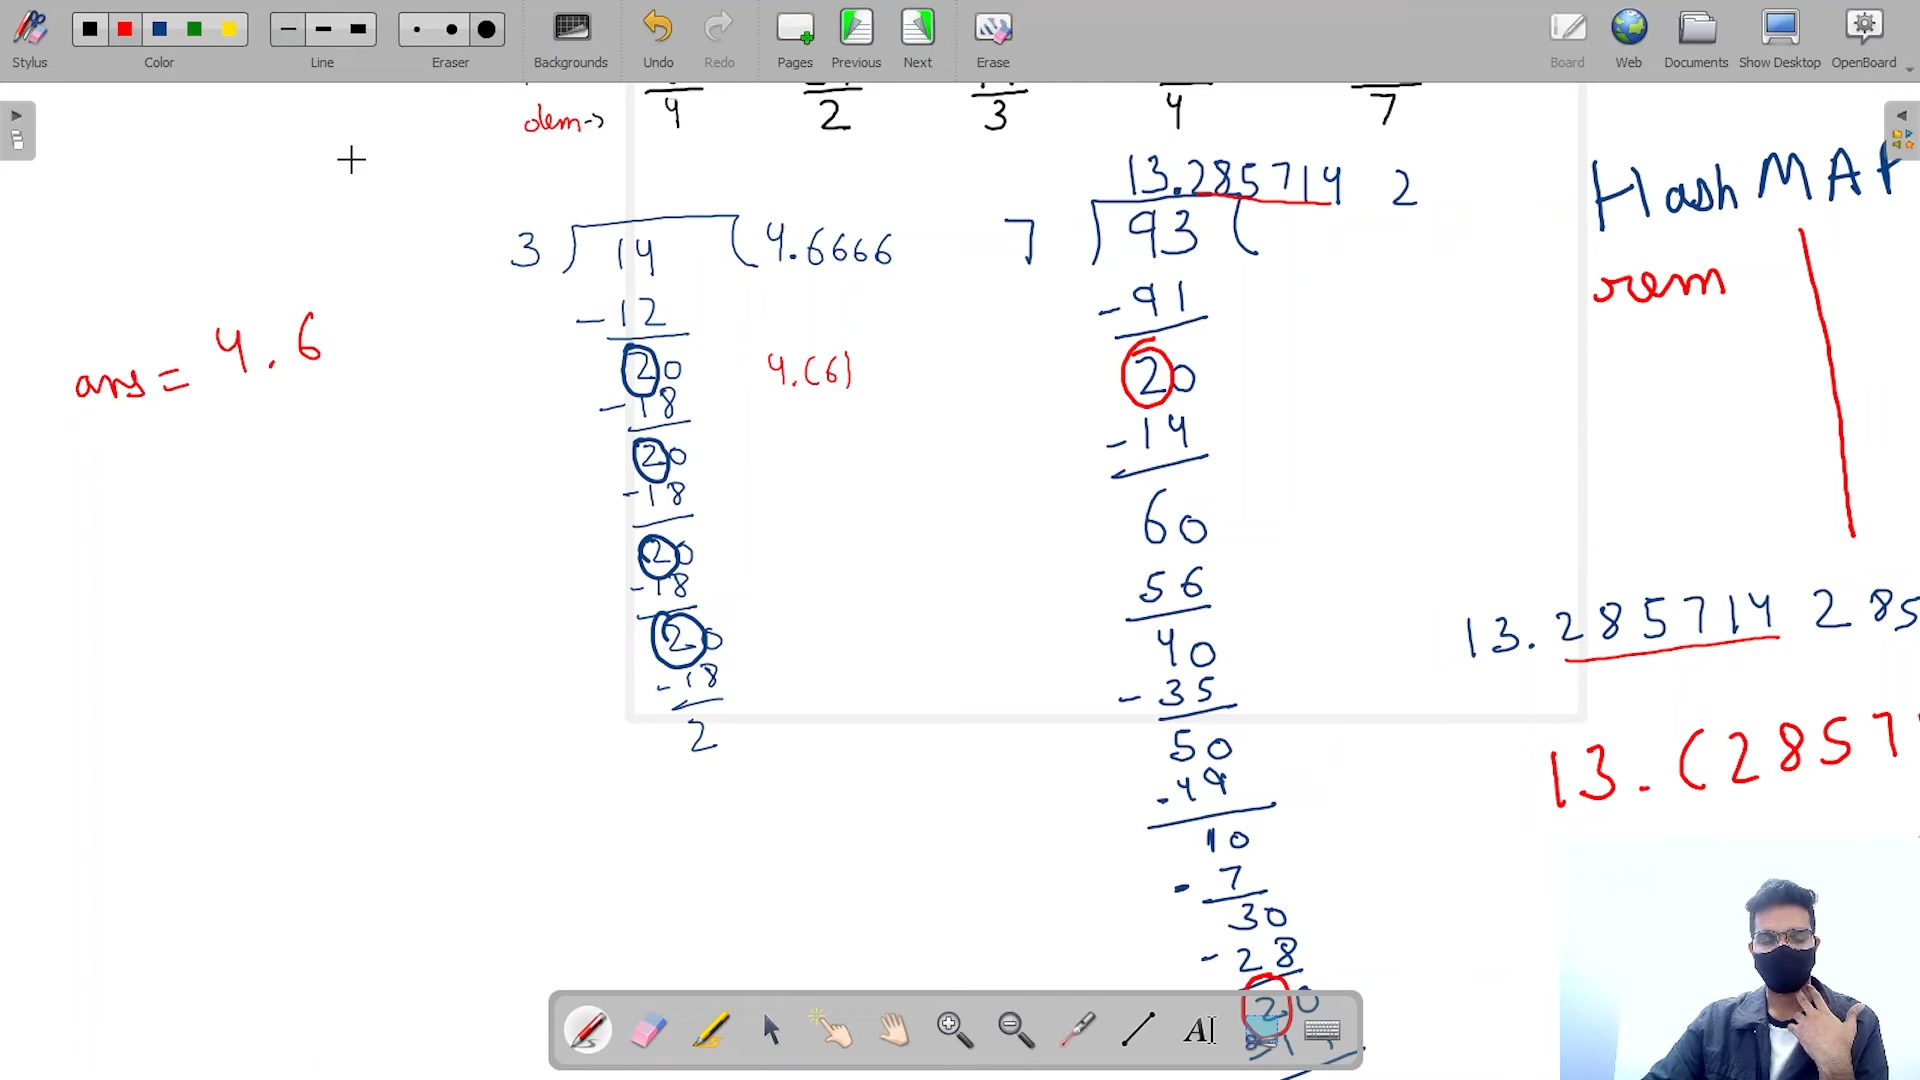 Stylus
Color
Line
Eraser
Backgrounds
Undo
Redo
Pages
Previous
Next
Erase
Board
Web
Documents
Show Desktop
OpenBoard
dem->
4
2
3
4
7
13.285714 2
3 ) 14 ( 4.6666
7 ) 93 (
HashMAP
rem
-12
20
-18
20
-18
20
-18
20
-18
2
4.(6)
ans = 4.6
-91
20
-14
60
56
40
-35
50
-49
10
-7
30
-28
20
13.285714 285
13.(2857
AI